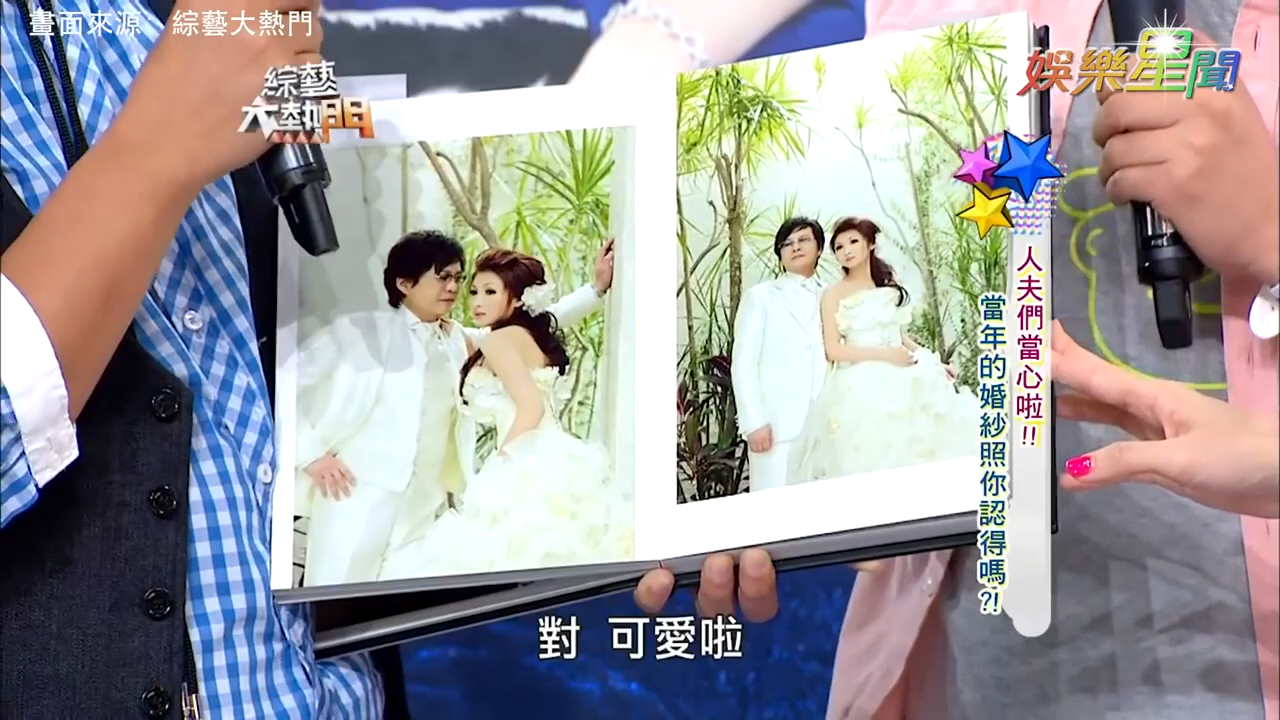 畫面來源：綜藝大熱門
綜藝
大熱門
娛樂星聞
人夫們當心啦!!
當年的婚紗照你認得嗎?!
對 可愛啦